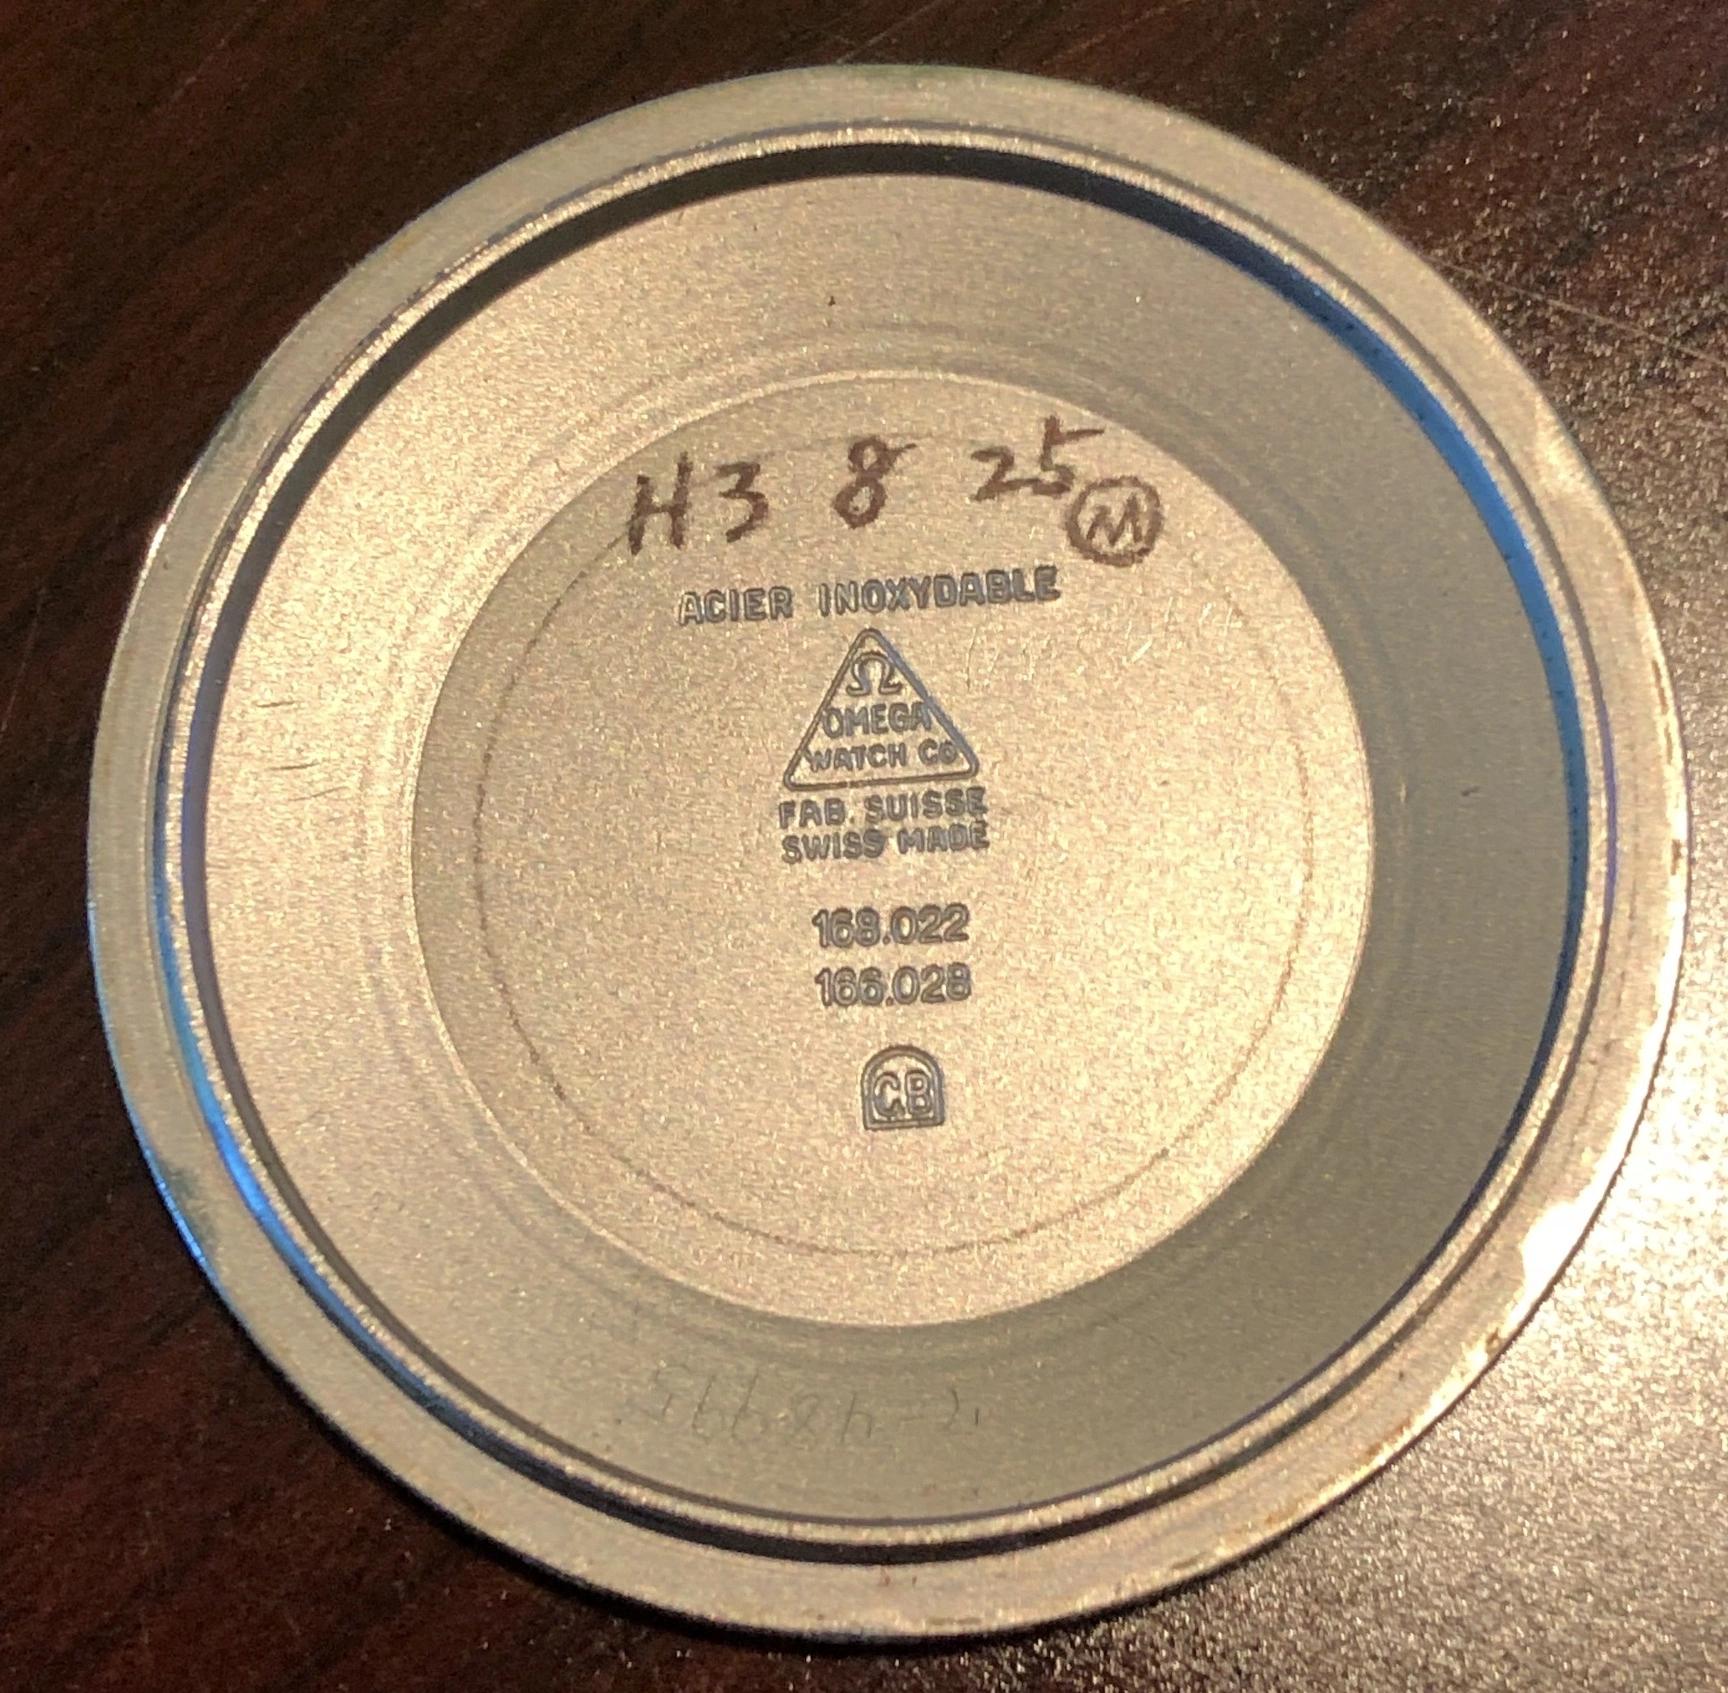 H3 8 25 M
ACIER INOXYDABLE
Ω
OMEGA
WATCH CO
FAB. SUISSE
SWISS MADE
168.022
166.028
CB